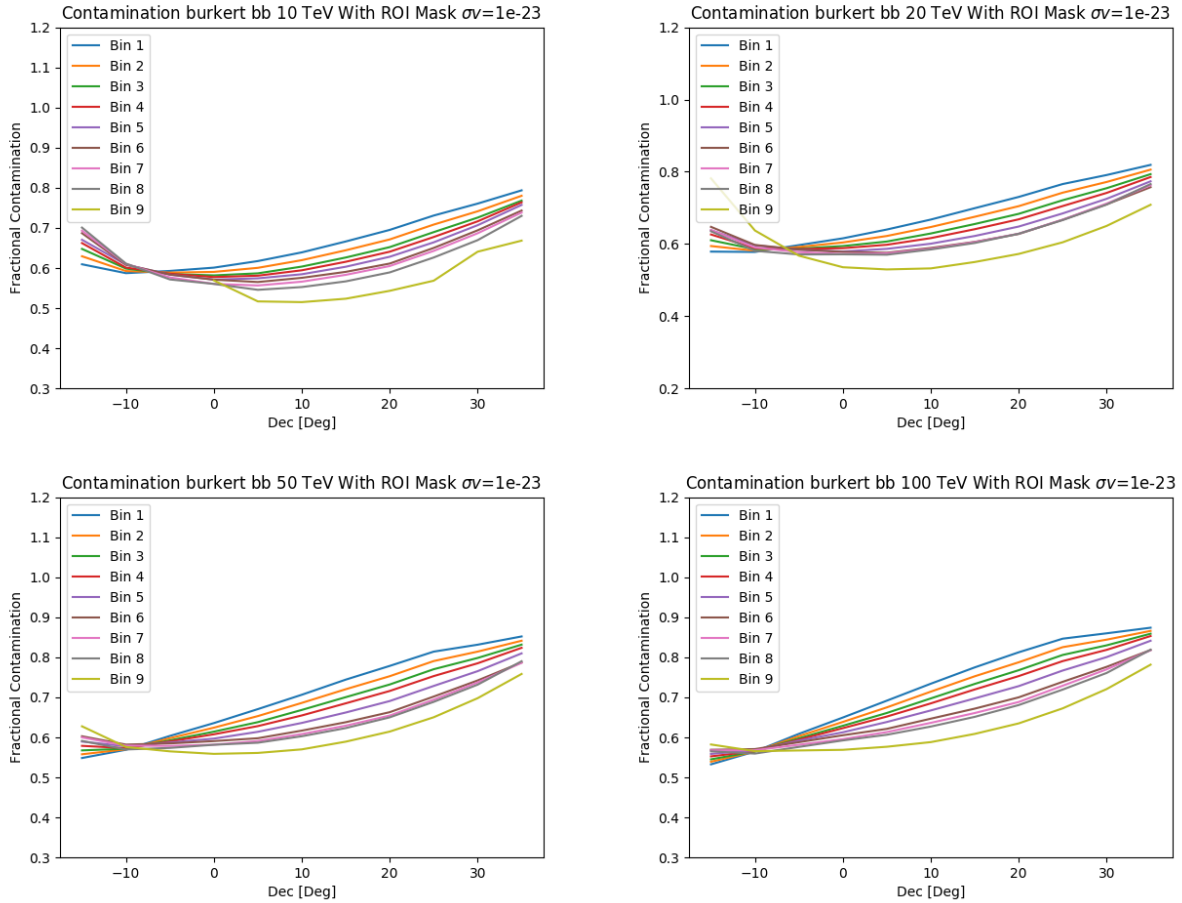 Contamination burkert bb 10 TeV With ROI Mask σv=1e-23
1.2
1.1
1.0
0.9
0.8
0.7
0.6
0.5
0.4
0.3
Fractional Contamination
Bin 1
Bin 2
Bin 3
Bin 4
Bin 5
Bin 6
Bin 7
Bin 8
Bin 9
−10 0 10 20 30
Dec [Deg]
Contamination burkert bb 20 TeV With ROI Mask σv=1e-23
1.2
1.0
0.8
0.6
0.4
0.2
Fractional Contamination
Bin 1
Bin 2
Bin 3
Bin 4
Bin 5
Bin 6
Bin 7
Bin 8
Bin 9
−10 0 10 20 30
Dec [Deg]
Contamination burkert bb 50 TeV With ROI Mask σv=1e-23
1.2
1.1
1.0
0.9
0.8
0.7
0.6
0.5
0.4
0.3
Fractional Contamination
Bin 1
Bin 2
Bin 3
Bin 4
Bin 5
Bin 6
Bin 7
Bin 8
Bin 9
−10 0 10 20 30
Dec [Deg]
Contamination burkert bb 100 TeV With ROI Mask σv=1e-23
1.2
1.1
1.0
0.9
0.8
0.7
0.6
0.5
0.4
0.3
Fractional Contamination
Bin 1
Bin 2
Bin 3
Bin 4
Bin 5
Bin 6
Bin 7
Bin 8
Bin 9
−10 0 10 20 30
Dec [Deg]